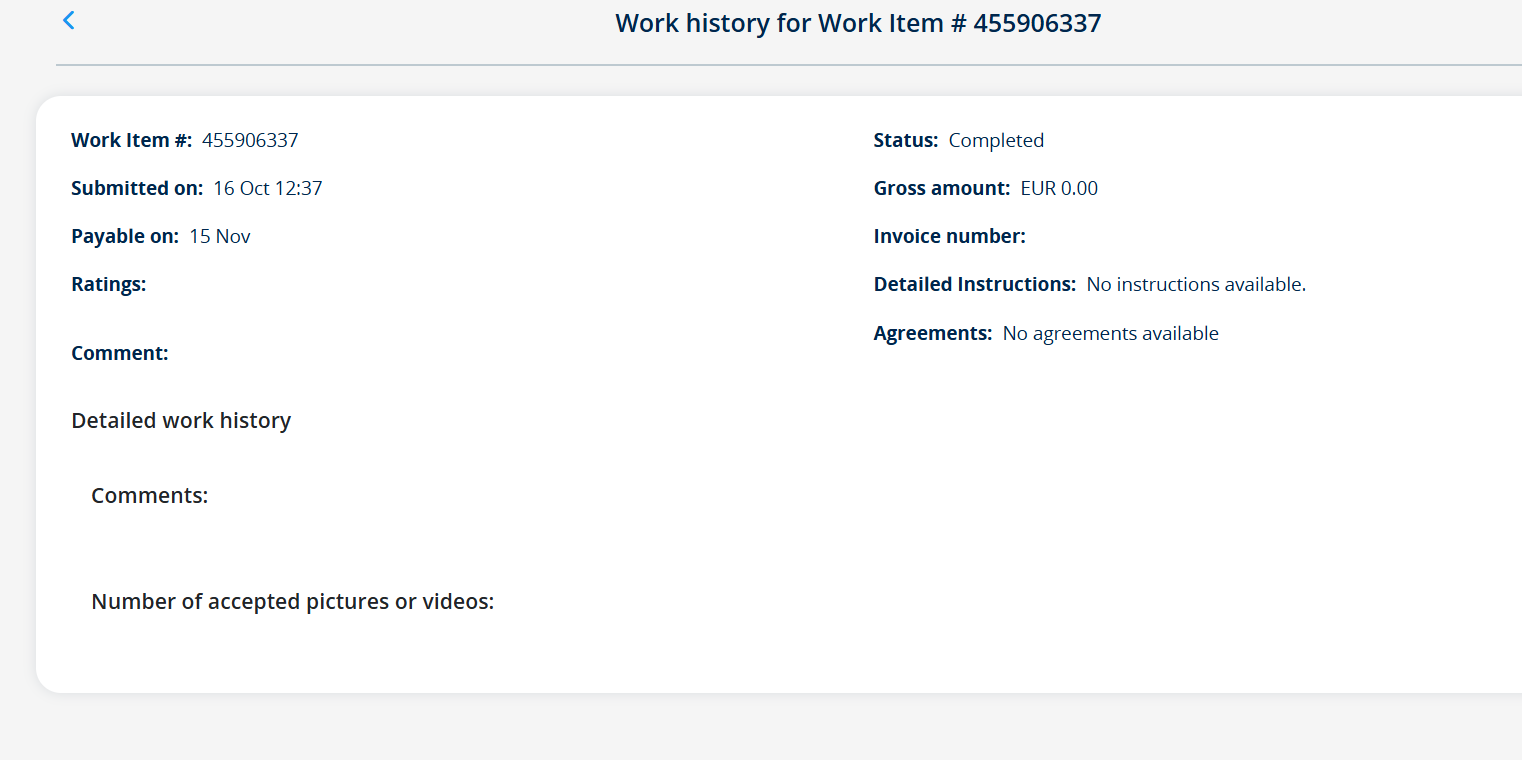 Work history for Work Item # 455906337
Work Item #: 455906337
Submitted on: 16 Oct 12:37
Payable on: 15 Nov
Ratings:
Comment:
Status: Completed
Gross amount: EUR 0.00
Invoice number:
Detailed Instructions: No instructions available.
Agreements: No agreements available
Detailed work history
Comments:
Number of accepted pictures or videos: